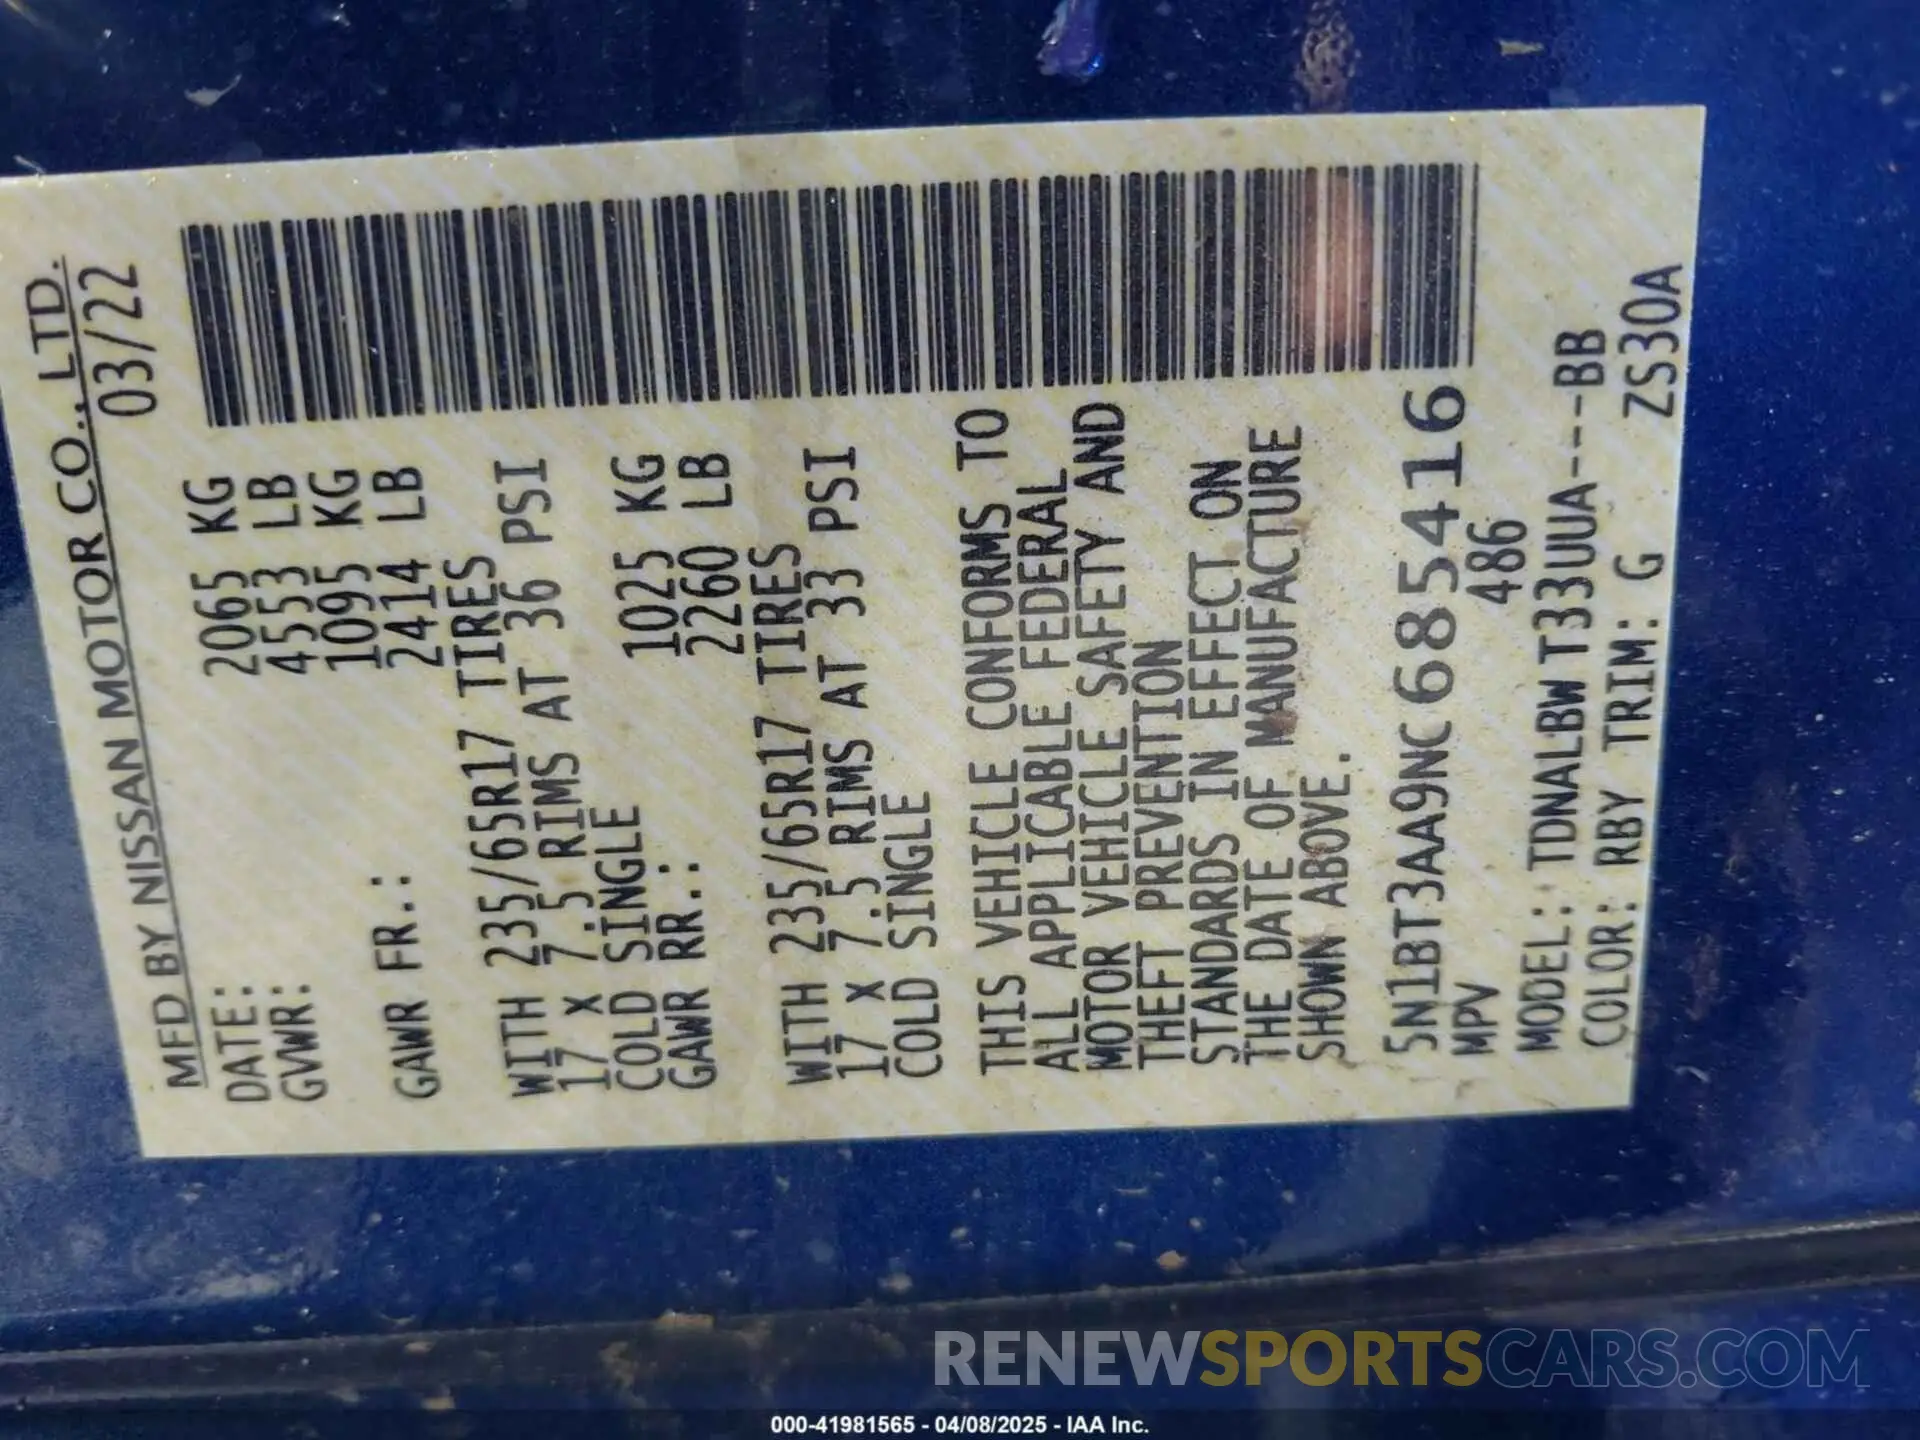 MFD BY NISSAN MOTOR CO., LTD.
DATE: 03/22
GVWR: 2065 KG
4553 LB
GAWR FR.: 1095 KG
2414 LB
WITH 235/65R17 TIRES
17 x 7.5 RIMS AT 36 PSI
COLD SINGLE
GAWR RR.: 1025 KG
2260 LB
WITH 235/65R17 TIRES
17 x 7.5 RIMS AT 33 PSI
COLD SINGLE
THIS VEHICLE CONFORMS TO
ALL APPLICABLE FEDERAL
MOTOR VEHICLE SAFETY AND
THEFT PREVENTION
STANDARDS IN EFFECT ON
THE DATE OF MANUFACTURE
SHOWN ABOVE.
5N1BT3AA9NC685416
MPV 486
MODEL: TDNALBW T33UUA---BB
COLOR: RBY TRIM: G ZS30A
RENEWSPORTSCARS.COM
000-41981565 - 04/08/2025 - IAA Inc.